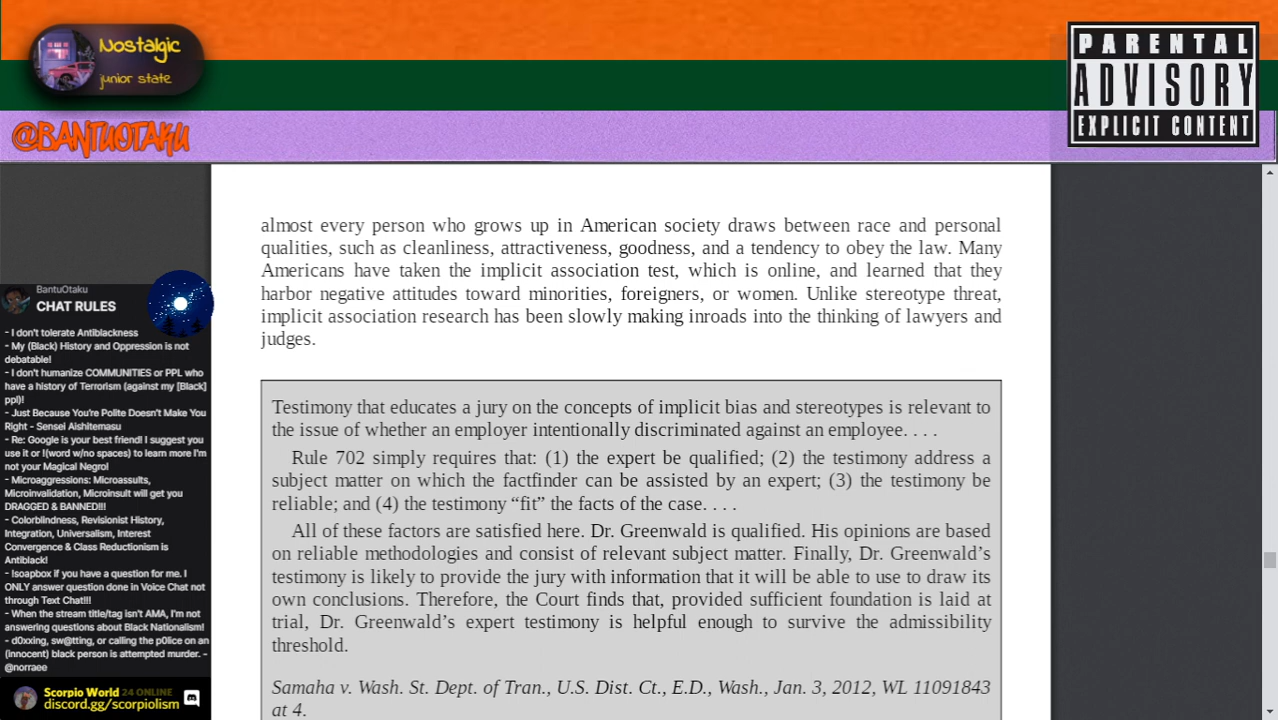 Nostalgic
junior state
PARENTAL
ADVISORY
EXPLICIT CONTENT
@BANTUOTAKU
almost every person who grows up in American society draws between race and personal
qualities, such as cleanliness, attractiveness, goodness, and a tendency to obey the law. Many
Americans have taken the implicit association test, which is online, and learned that they
harbor negative attitudes toward minorities, foreigners, or women. Unlike stereotype threat,
implicit association research has been slowly making inroads into the thinking of lawyers and
judges.
Testimony that educates a jury on the concepts of implicit bias and stereotypes is relevant to
the issue of whether an employer intentionally discriminated against an employee. . . .
Rule 702 simply requires that: (1) the expert be qualified; (2) the testimony address a
subject matter on which the factfinder can be assisted by an expert; (3) the testimony be
reliable; and (4) the testimony “fit” the facts of the case. . . .
All of these factors are satisfied here. Dr. Greenwald is qualified. His opinions are based
on reliable methodologies and consist of relevant subject matter. Finally, Dr. Greenwald’s
testimony is likely to provide the jury with information that it will be able to use to draw its
own conclusions. Therefore, the Court finds that, provided sufficient foundation is laid at
trial, Dr. Greenwald’s expert testimony is helpful enough to survive the admissibility
threshold.
Samaha v. Wash. St. Dept. of Tran., U.S. Dist. Ct., E.D., Wash., Jan. 3, 2012, WL 11091843
at 4.
BantuOtaku
CHAT RULES
- I don't tolerate Antiblackness
- My (Black) History and Oppression is not
debatable!
- I don't humanize COMMUNITIES or PPL who
have a history of Terrorism (against my [Black]
ppl)!
- Just Because You're Polite Doesn't Make You
Right - Sensei Aishitemasu
- Re: Google is your best friend! I suggest you
use it or !(word w/no spaces) to learn more I'm
not your Magical Negro!
- Microaggressions: Microassults,
Microinvalidation, Microinsult will get you
DRAGGED & BANNED!!!
- Colorblindness, Revisionist History,
Integration, Universalism, Interest
Convergence & Class Reductionism is
Antiblack!
- !soapbox if you have a question for me. I
ONLY answer question done in Voice Chat not
through Text Chat!!!
- When the stream title/tag isn't AMA, I'm not
answering questions about Black Nationalism!
- d0xxing, sw@tting, or calling the p0lice on an
(innocent) black person is attempted murder. -
@norraee
Scorpio World 24 ONLINE
discord.gg/scorpiolism